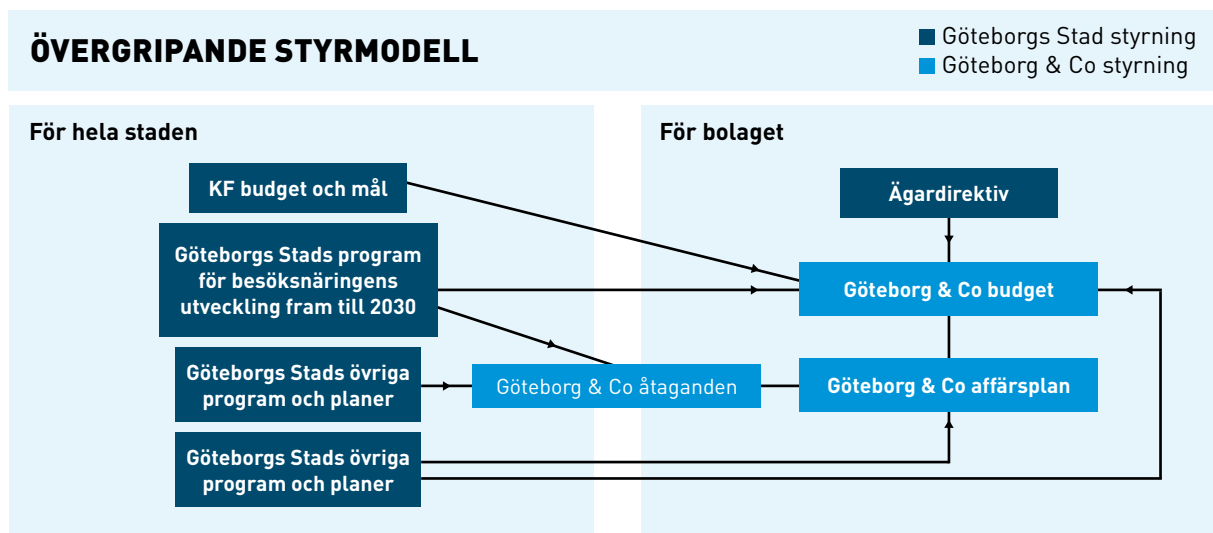 ÖVERGRIPANDE STYRMODELL
Göteborgs Stad styrning
Göteborg & Co styrning
För hela staden
KF budget och mål
Göteborgs Stads program
för besöksnäringens
utveckling fram till 2030
Göteborgs Stads övriga
program och planer
Göteborgs Stads övriga
program och planer
Göteborg & Co åtaganden
För bolaget
Ägardirektiv
Göteborg & Co budget
Göteborg & Co affärsplan